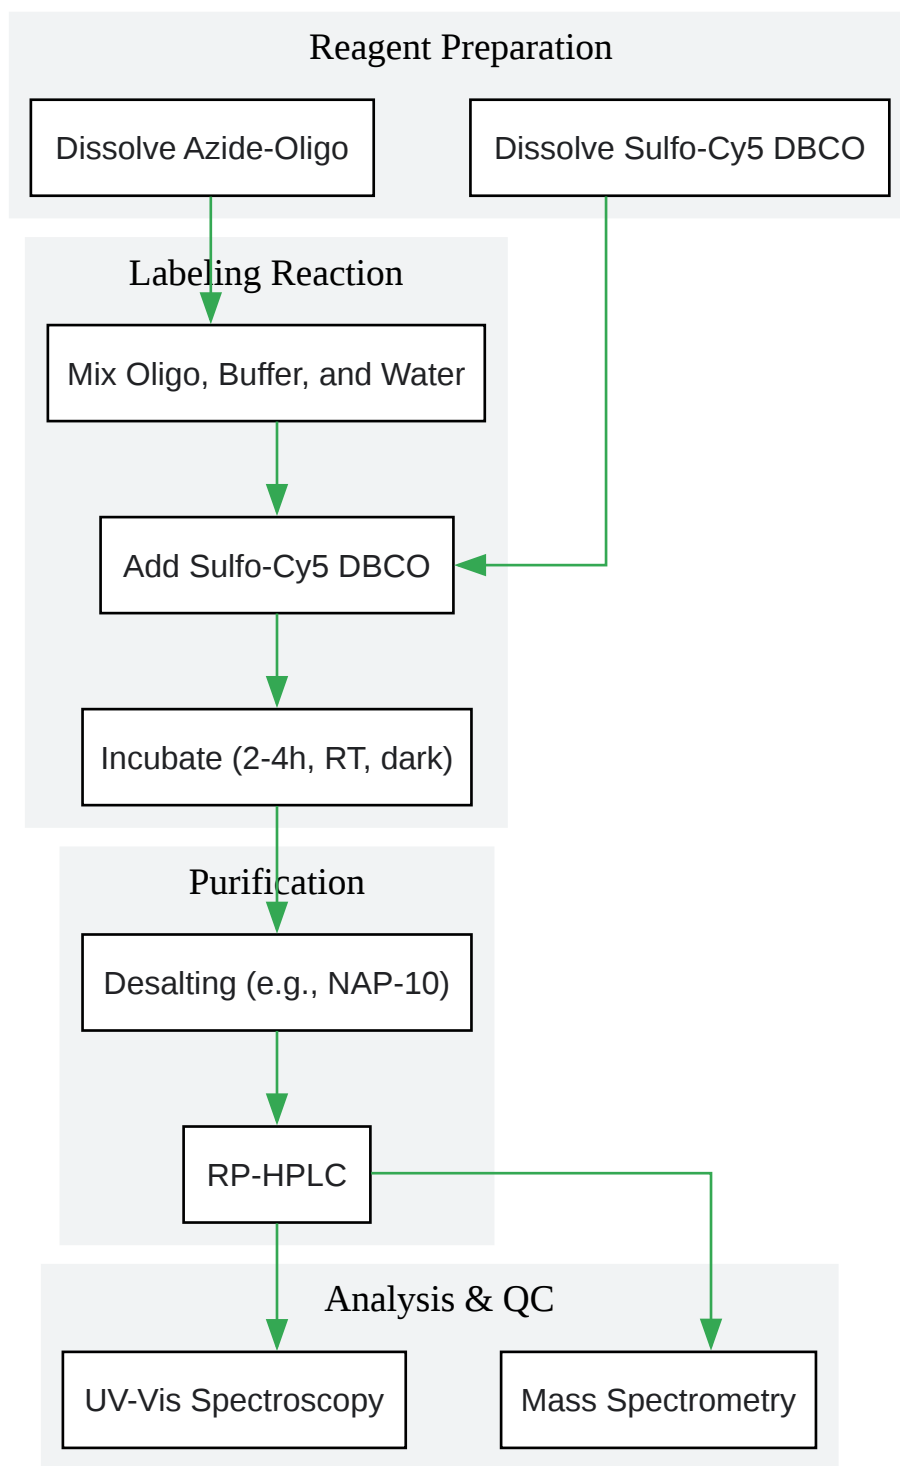 Reagent Preparation
Dissolve Azide-Oligo
Dissolve Sulfo-Cy5 DBCO
Labeling Reaction
Mix Oligo, Buffer, and Water
Add Sulfo-Cy5 DBCO
Incubate (2-4h, RT, dark)
Purification
Desalting (e.g., NAP-10)
RP-HPLC
Analysis & QC
UV-Vis Spectroscopy
Mass Spectrometry